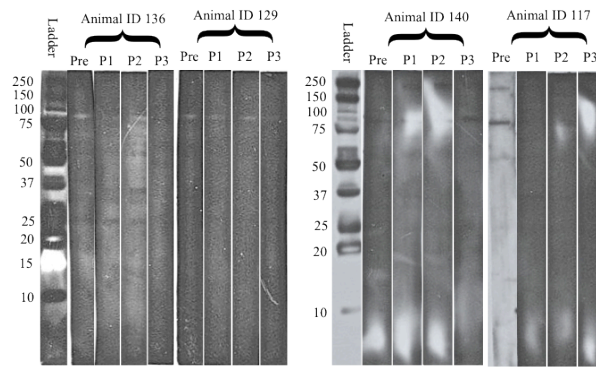 Ladder
Animal ID 136
Animal ID 129
Pre P1 P2 P3
Pre P1 P2 P3
250
150
100
75
50
37
25
20
15
10
Ladder
Animal ID 140
Animal ID 117
Pre P1 P2 P3
Pre P1 P2 P3
250
150
100
75
50
37
25
20
10